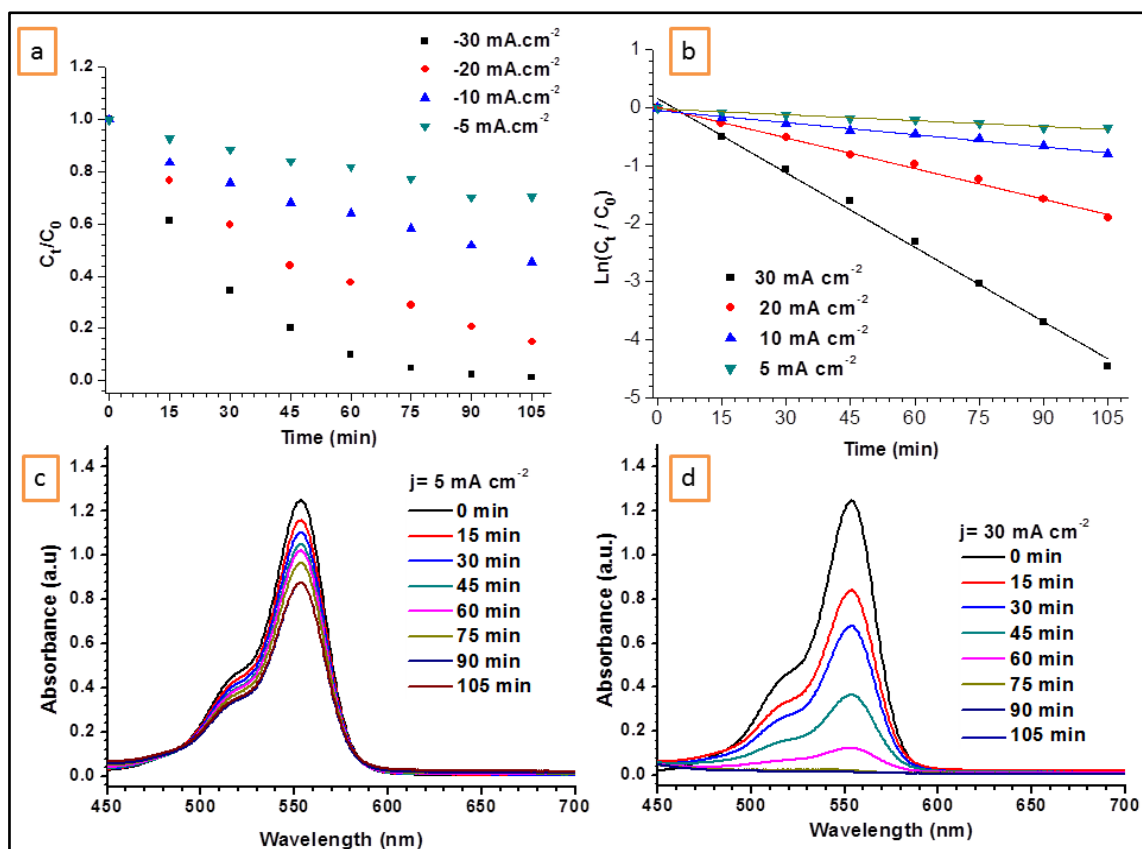 a
-30 mA.cm-2
-20 mA.cm-2
-10 mA.cm-2
-5 mA.cm-2
1.2
1.0
0.8
0.6
0.4
0.2
0.0
Ct/C0
0 15 30 45 60 75 90 105
Time (min)
b
0
-1
-2
-3
-4
-5
Ln(Ct / C0)
30 mA cm-2
20 mA cm-2
10 mA cm-2
5 mA cm-2
0 15 30 45 60 75 90 105
Time (min)
c
1.4
1.2
1.0
0.8
0.6
0.4
0.2
0.0
Absorbance (a.u)
j= 5 mA cm-2
0 min
15 min
30 min
45 min
60 min
75 min
90 min
105 min
450 500 550 600 650 700
Wavelength (nm)
d
1.4
1.2
1.0
0.8
0.6
0.4
0.2
0.0
Absorbance (a.u.)
j= 30 mA cm-2
0 min
15 min
30 min
45 min
60 min
75 min
90 min
105 min
450 500 550 600 650 700
Wavelength (nm)